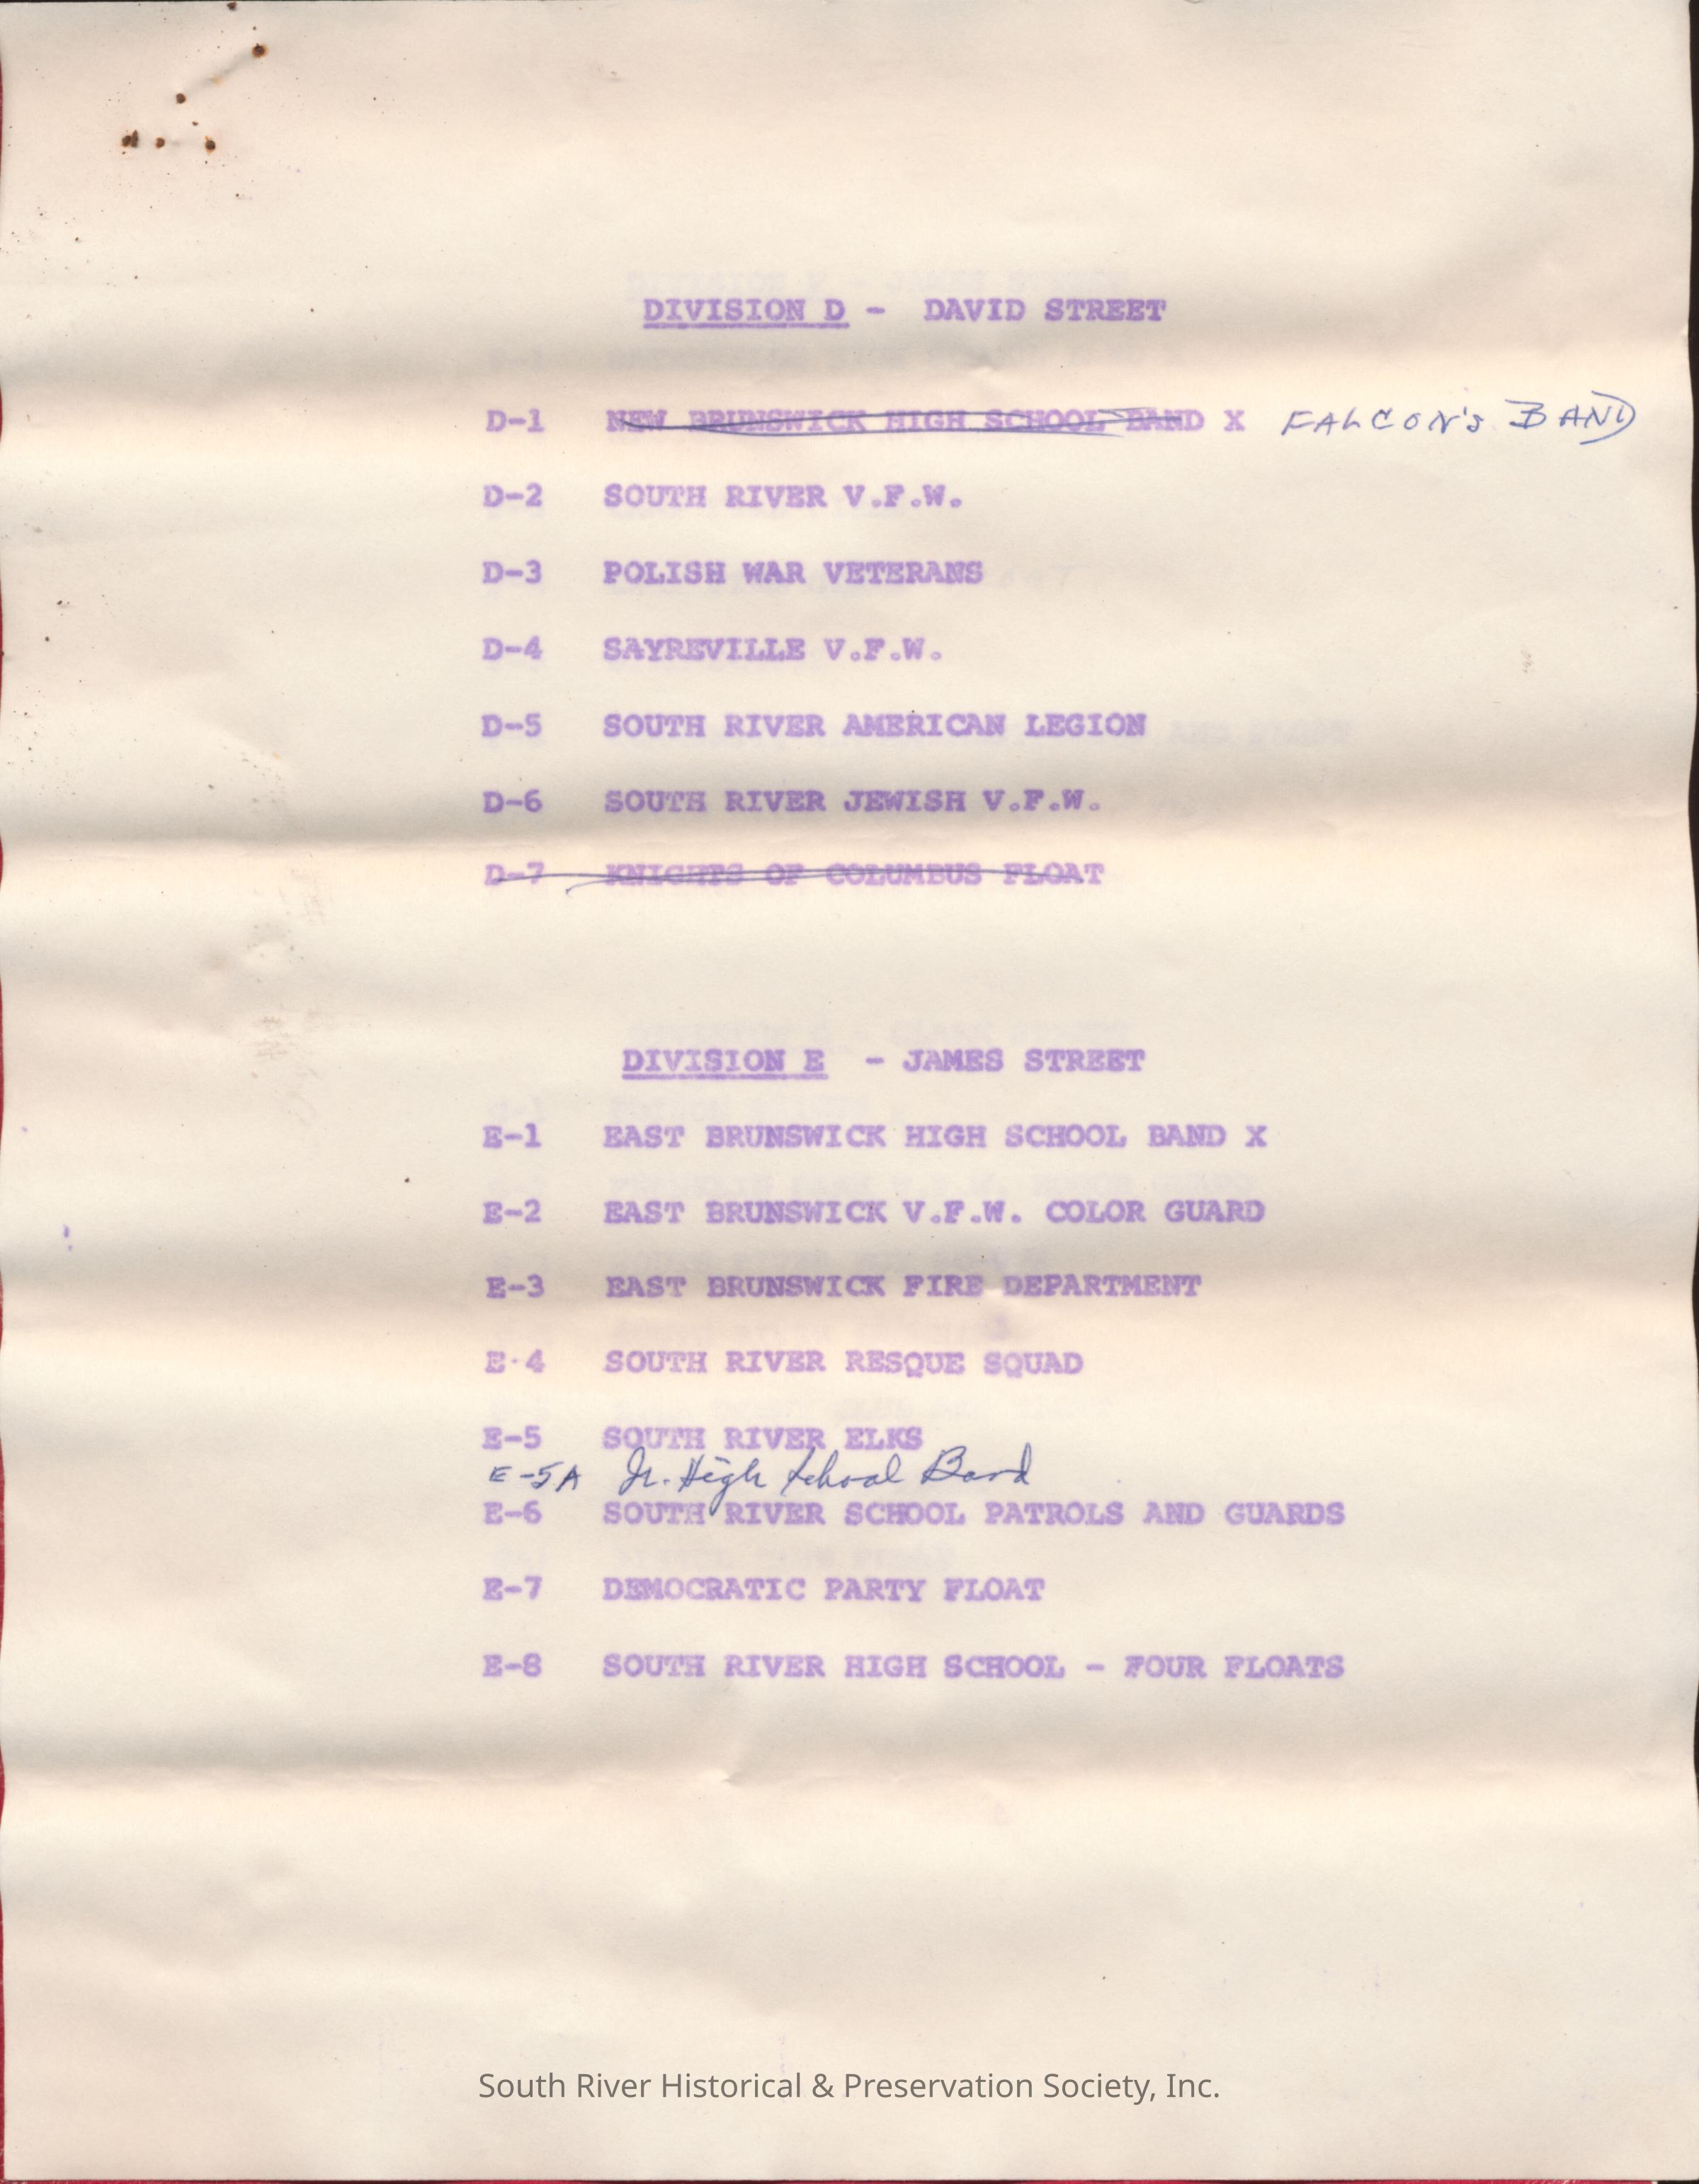 DIVISION D - DAVID STREET
D-1 NEW BRUNSWICK HIGH SCHOOL BAND X FALCON'S BAND
D-2 SOUTH RIVER V.F.W.
D-3 POLISH WAR VETERANS
D-4 SAYREVILLE V.F.W.
D-5 SOUTH RIVER AMERICAN LEGION
D-6 SOUTH RIVER JEWISH V.F.W.
D-7 KNIGHTS OF COLUMBUS FLOAT
DIVISION E - JAMES STREET
E-1 EAST BRUNSWICK HIGH SCHOOL BAND X
E-2 EAST BRUNSWICK V.F.W. COLOR GUARD
E-3 EAST BRUNSWICK FIRE DEPARTMENT
E-4 SOUTH RIVER RESQUE SQUAD
E-5 SOUTH RIVER ELKS
E-5A Jr. High School Band
E-6 SOUTH RIVER SCHOOL PATROLS AND GUARDS
E-7 DEMOCRATIC PARTY FLOAT
E-8 SOUTH RIVER HIGH SCHOOL - FOUR FLOATS
South River Historical & Preservation Society, Inc.